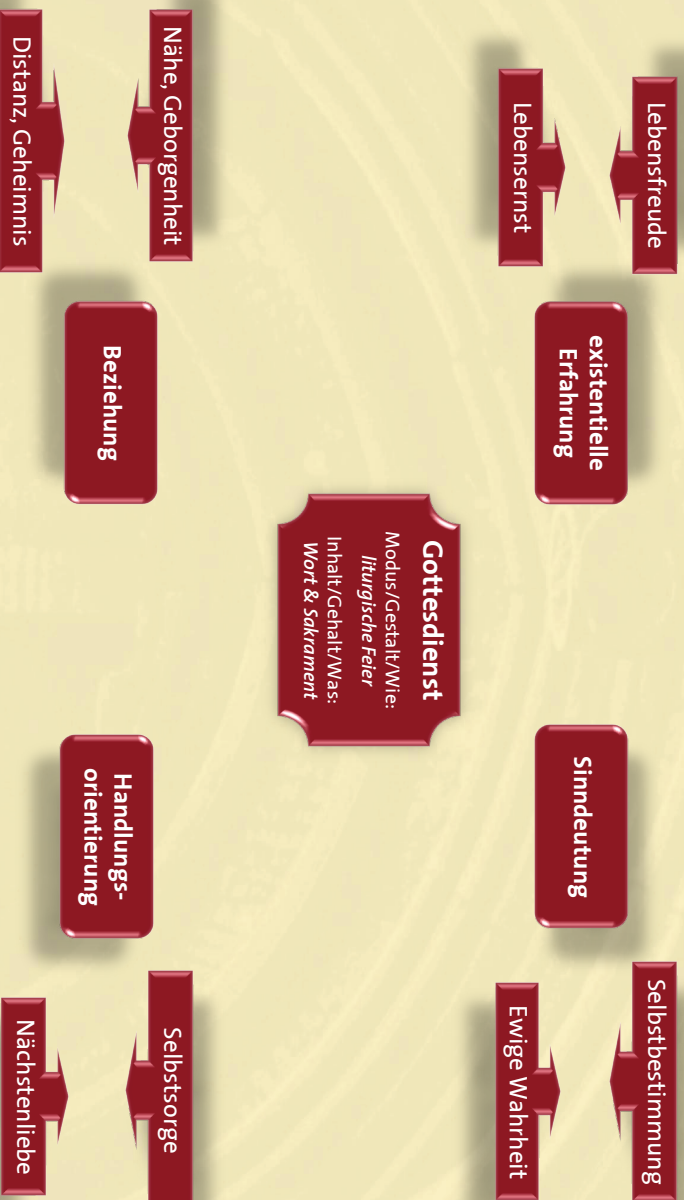 Lebensfreude
Lebensernst
existentielle
Erfahrung
Sinndeutung
Selbstbestimmung
Ewige Wahrheit
Gottesdienst
Modus/Gestalt/Wie:
liturgische Feier
Inhalt/Gehalt/Was:
Wort & Sakrament
Nähe, Geborgenheit
Distanz, Geheimnis
Beziehung
Handlungs-
orientierung
Selbstsorge
Nächstenliebe